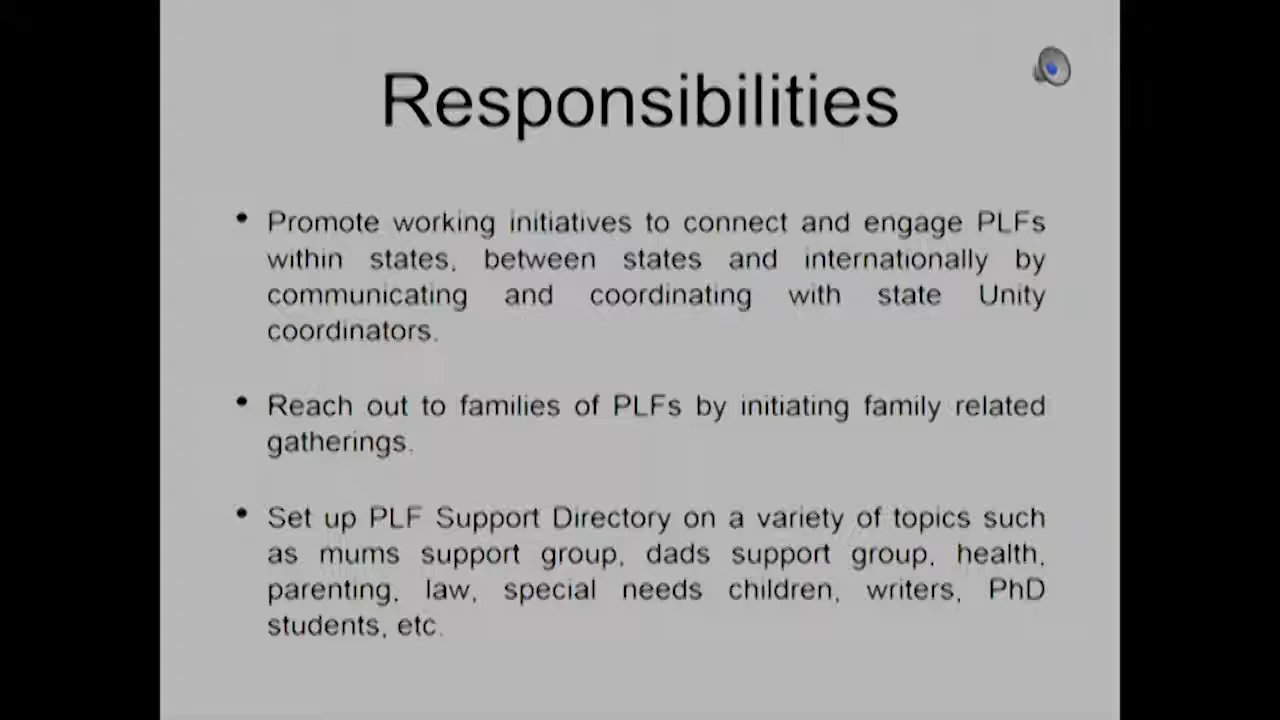 Responsibilities
• Promote working initiatives to connect and engage PLFs
within states, between states and internationally by
communicating and coordinating with state Unity
coordinators.
• Reach out to families of PLFs by initiating family related
gatherings.
• Set up PLF Support Directory on a variety of topics such
as mums support group, dads support group, health,
parenting, law, special needs children, writers, PhD
students, etc.